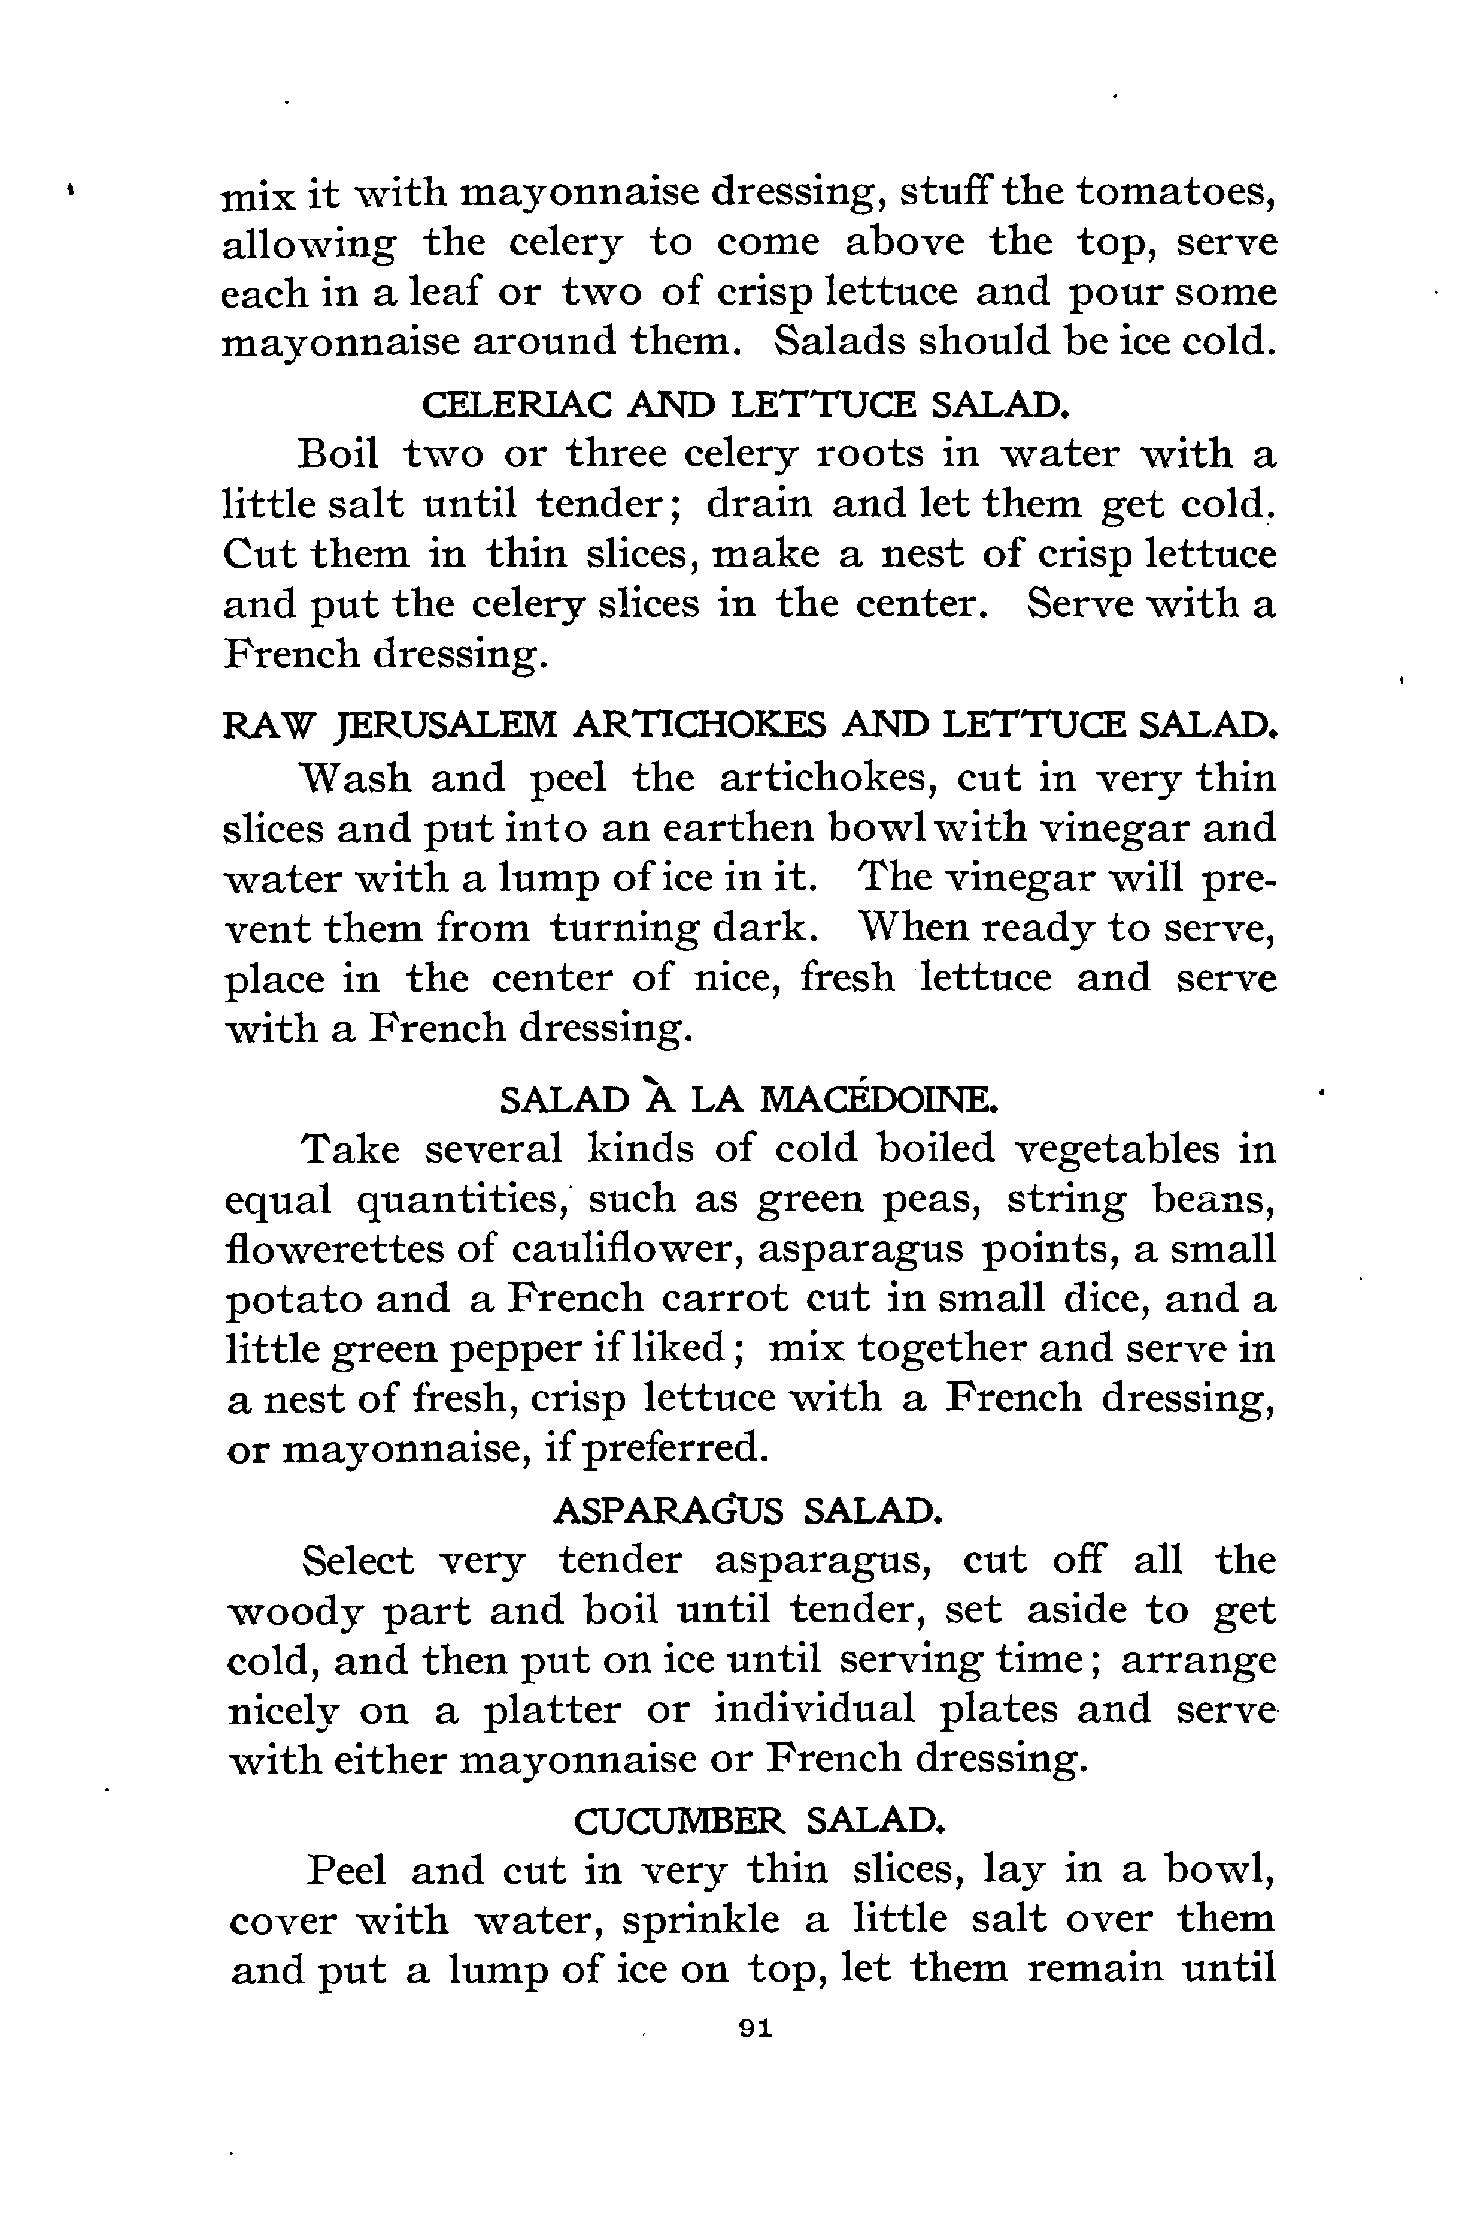 mix it with mayonnaise dressing, stuff the tomatoes,
allowing the celery to come above the top, serve
each in a leaf or two of crisp lettuce and pour some
mayonnaise around them. Salads should be ice cold.
CELERIAC AND LETTUCE SALAD.
Boil two or three celery roots in water with a
little salt until tender; drain and let them get cold.
Cut them in thin slices, make a nest of crisp lettuce
and put the celery slices in the center. Serve with a
French dressing.
RAW JERUSALEM ARTICHOKES AND LETTUCE SALAD.
Wash and peel the artichokes, cut in very thin
slices and put into an earthen bowl with vinegar and
water with a lump of ice in it. The vinegar will pre-
vent them from turning dark. When ready to serve,
place in the center of nice, fresh lettuce and serve
with a French dressing.
SALAD À LA MACÉDOINE.
Take several kinds of cold boiled vegetables in
equal quantities, such as green peas, string beans,
flowerettes of cauliflower, asparagus points, a small
potato and a French carrot cut in small dice, and a
little green pepper if liked; mix together and serve in
a nest of fresh, crisp lettuce with a French dressing,
or mayonnaise, if preferred.
ASPARAGUS SALAD.
Select very tender asparagus, cut off all the
woody part and boil until tender, set aside to get
cold, and then put on ice until serving time; arrange
nicely on a platter or individual plates and serve
with either mayonnaise or French dressing.
CUCUMBER SALAD.
Peel and cut in very thin slices, lay in a bowl,
cover with water, sprinkle a little salt over them
and put a lump of ice on top, let them remain until
91